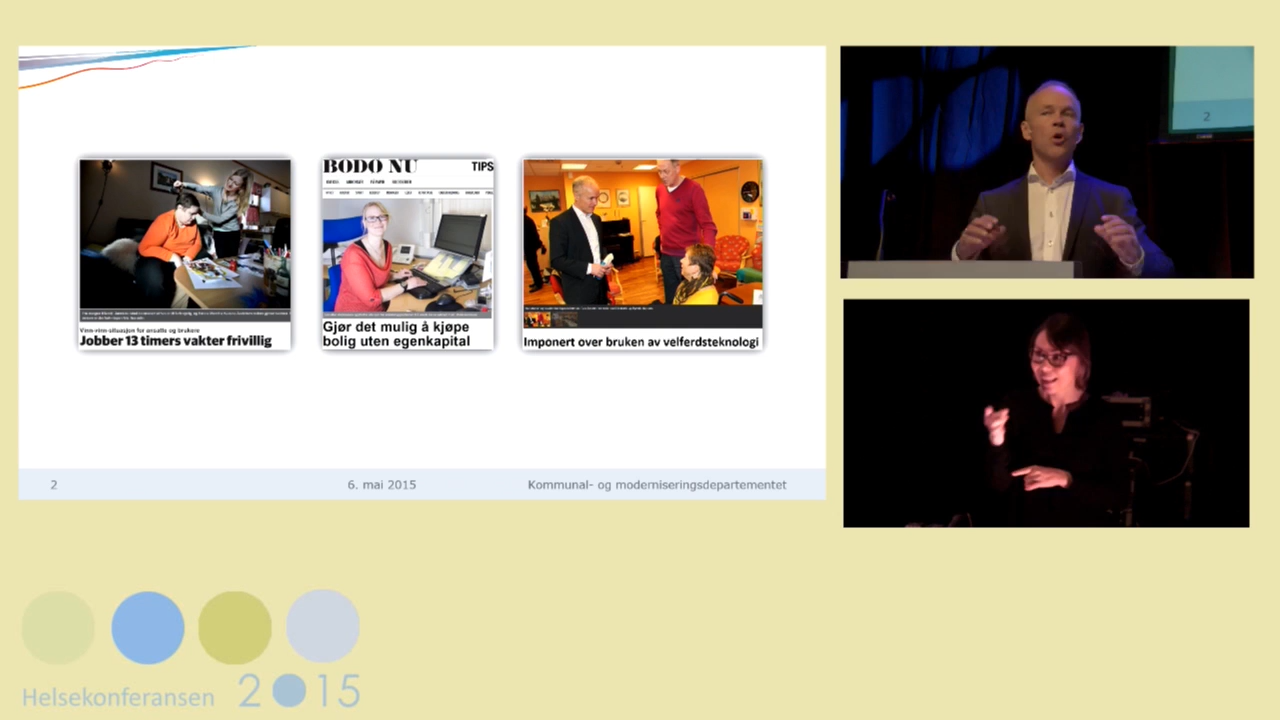 BODØ NU
TIPS
Vinn-vinn-situasjon for ansatte og brukere
Jobber 13 timers vakter frivillig
Gjør det mulig å kjøpe
bolig uten egenkapital
Imponert over bruken av velferdsteknologi
2
6. mai 2015
Kommunal- og moderniseringsdepartementet
2
Helsekonferansen 2015